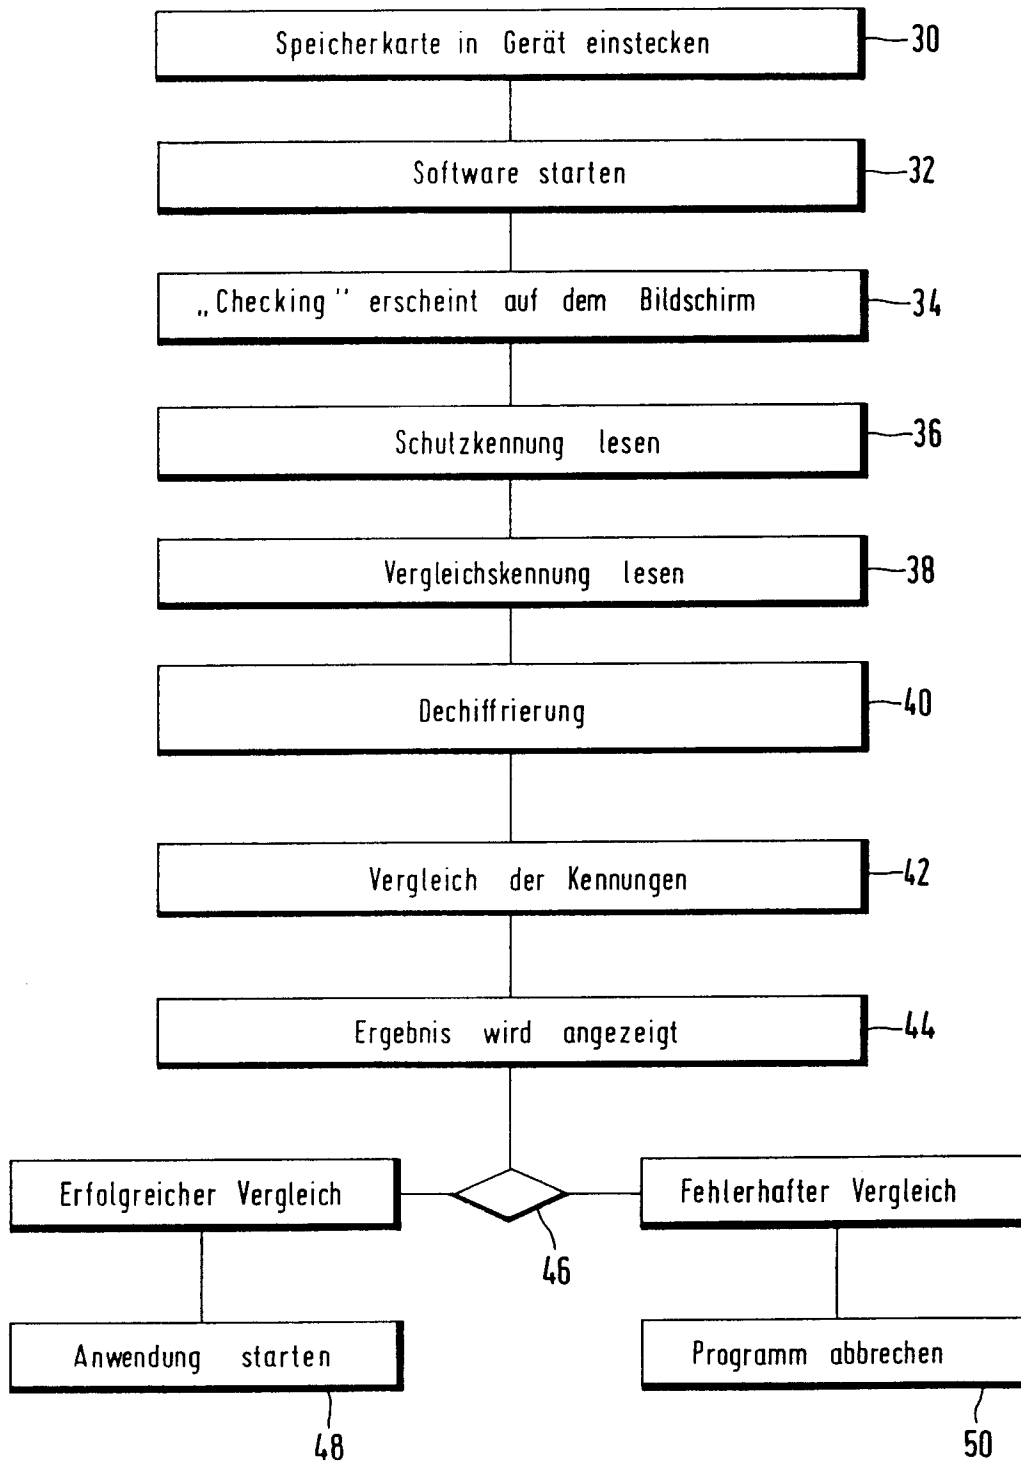 Speicherkarte in Gerät einstecken
30
Software starten
32
„Checking" erscheint auf dem Bildschirm
34
Schutzkennung lesen
36
Vergleichskennung lesen
38
Dechiffrierung
40
Vergleich der Kennungen
42
Ergebnis wird angezeigt
44
Erfolgreicher Vergleich
Fehlerhafter Vergleich
46
Anwendung starten
Programm abbrechen
48
50